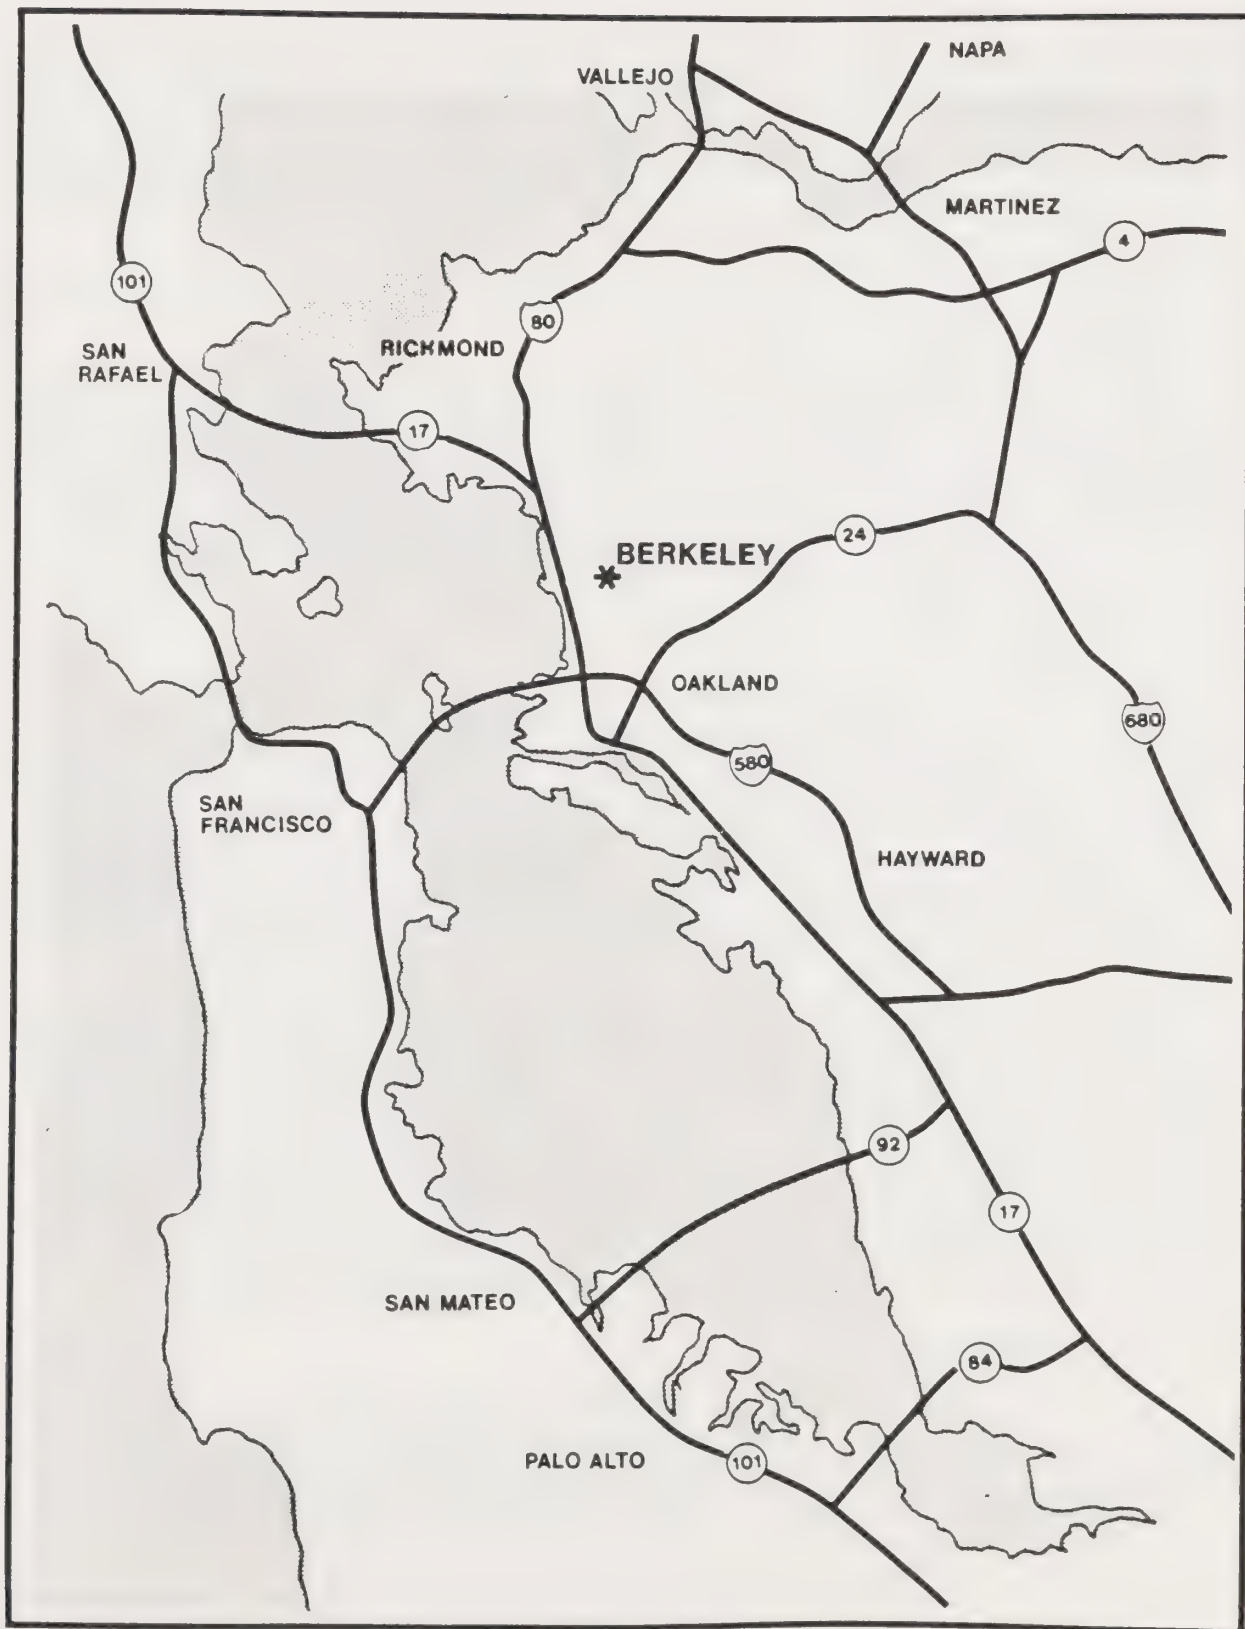 NAPA
VALLEJO
MARTINEZ
4
101
80
SAN
RAFAEL
RICHMOND
17
24
BERKELEY
OAKLAND
680
580
SAN
FRANCISCO
HAYWARD
92
17
SAN MATEO
84
PALO ALTO
101